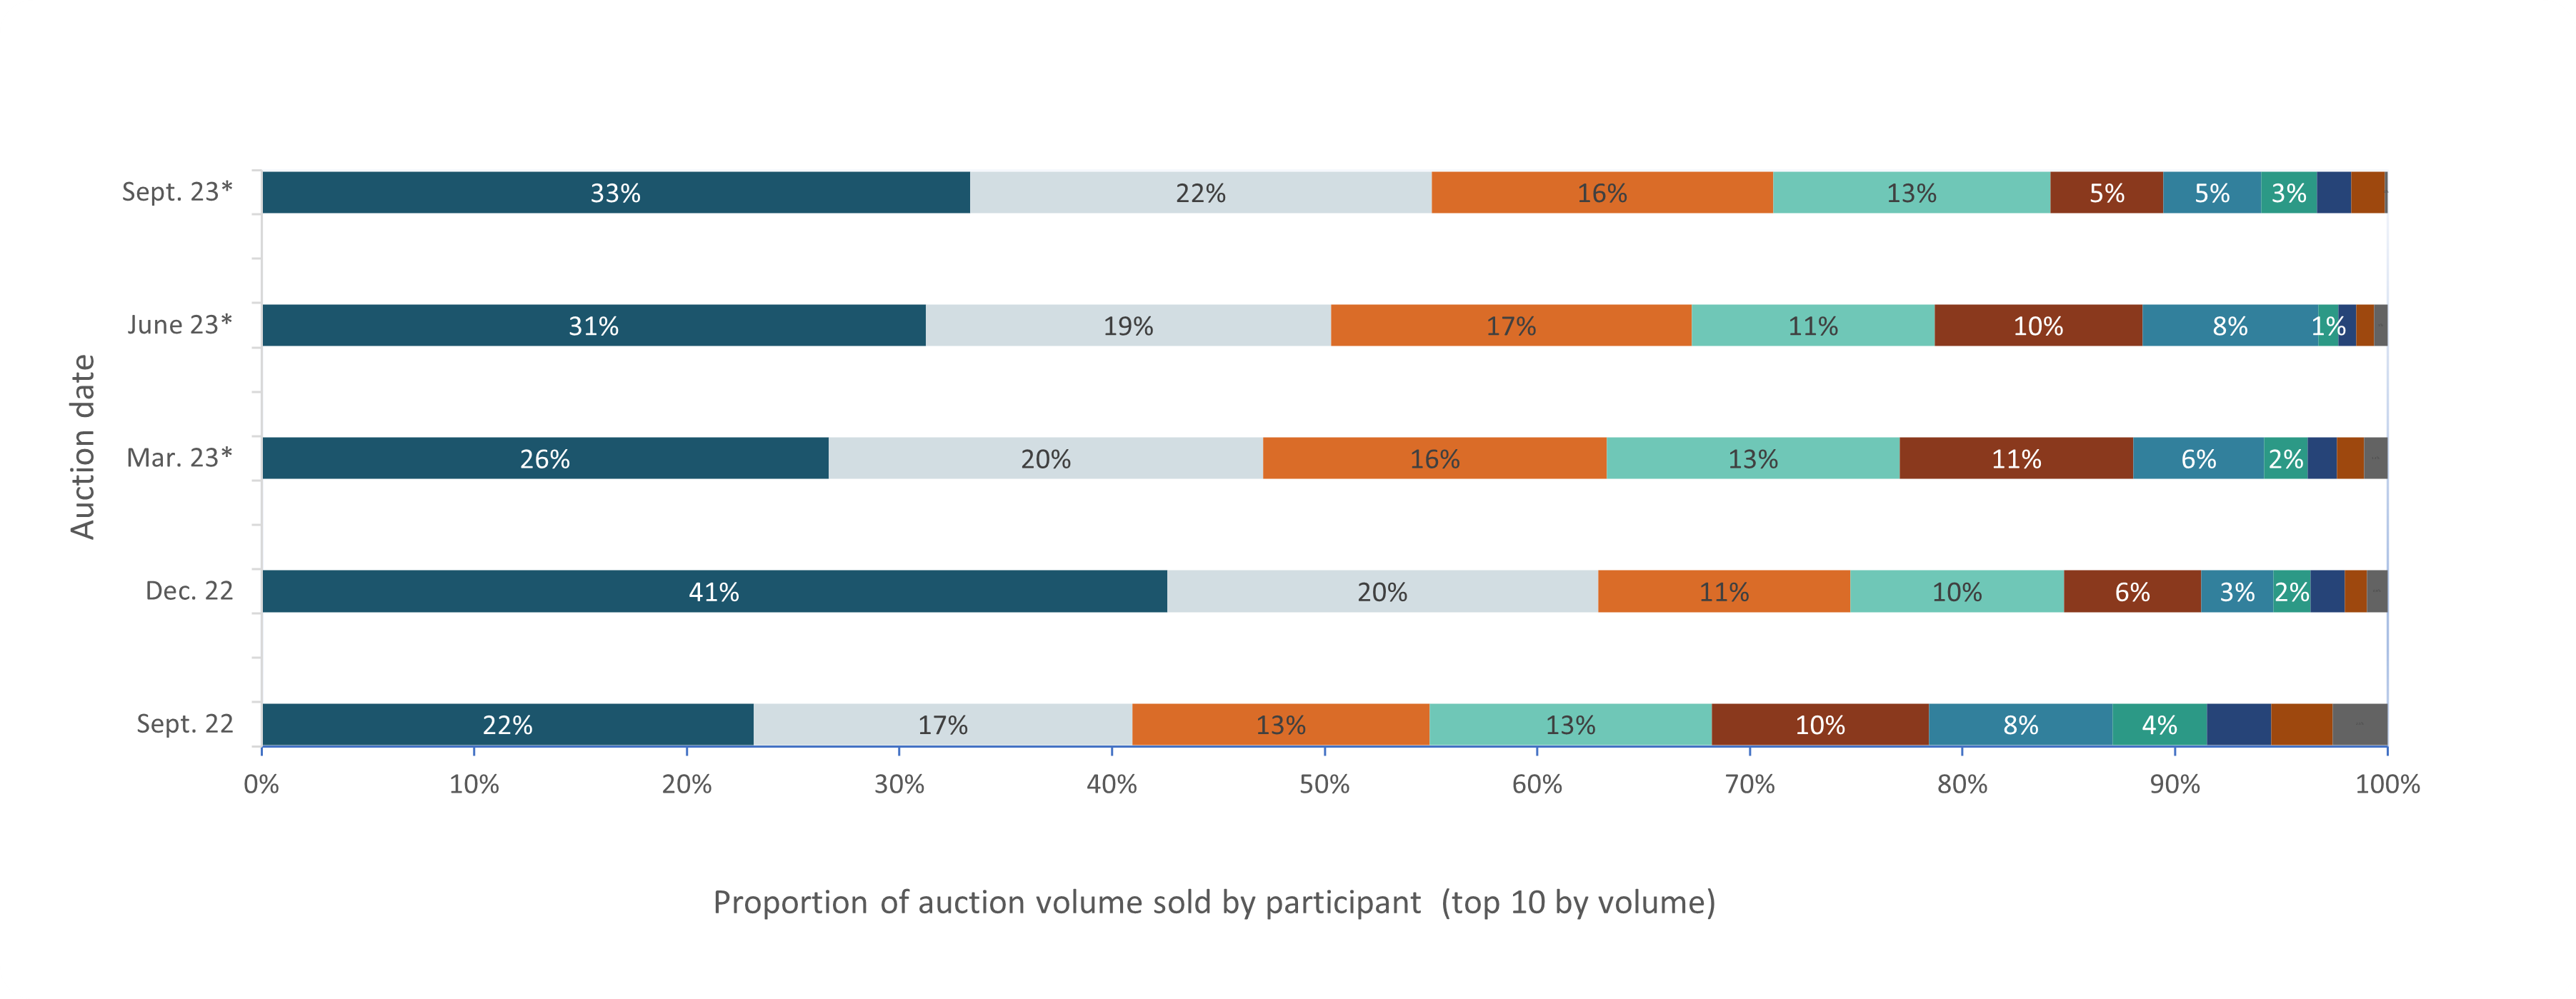 Sept. 23* 33% 22% 16% 13% 5% 5% 3%
June 23* 31% 19% 17% 11% 10% 8% 1%
Mar. 23* 26% 20% 16% 13% 11% 6% 2%
Dec. 22 41% 20% 11% 10% 6% 3% 2%
Sept. 22 22% 17% 13% 13% 10% 8% 4%
Auction date
0% 10% 20% 30% 40% 50% 60% 70% 80% 90% 100%
Proportion of auction volume sold by participant (top 10 by volume)